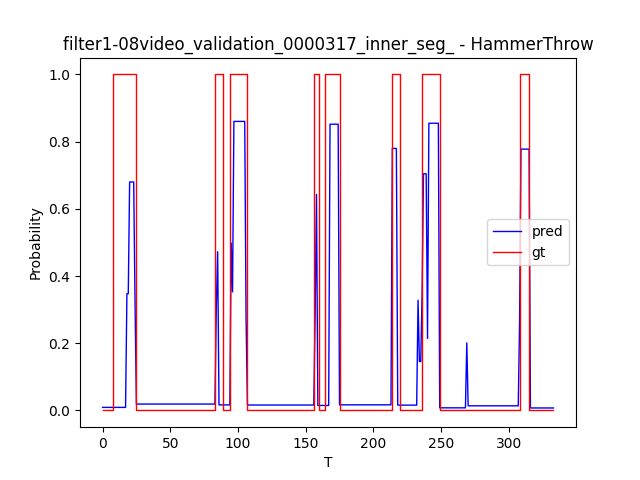 filter1-08video_validation_0000317_inner_seg_ - HammerThrow
1.0
0.8
0.6
0.4
0.2
0.0
Probability
pred
gt
0 50 100 150 200 250 300
T